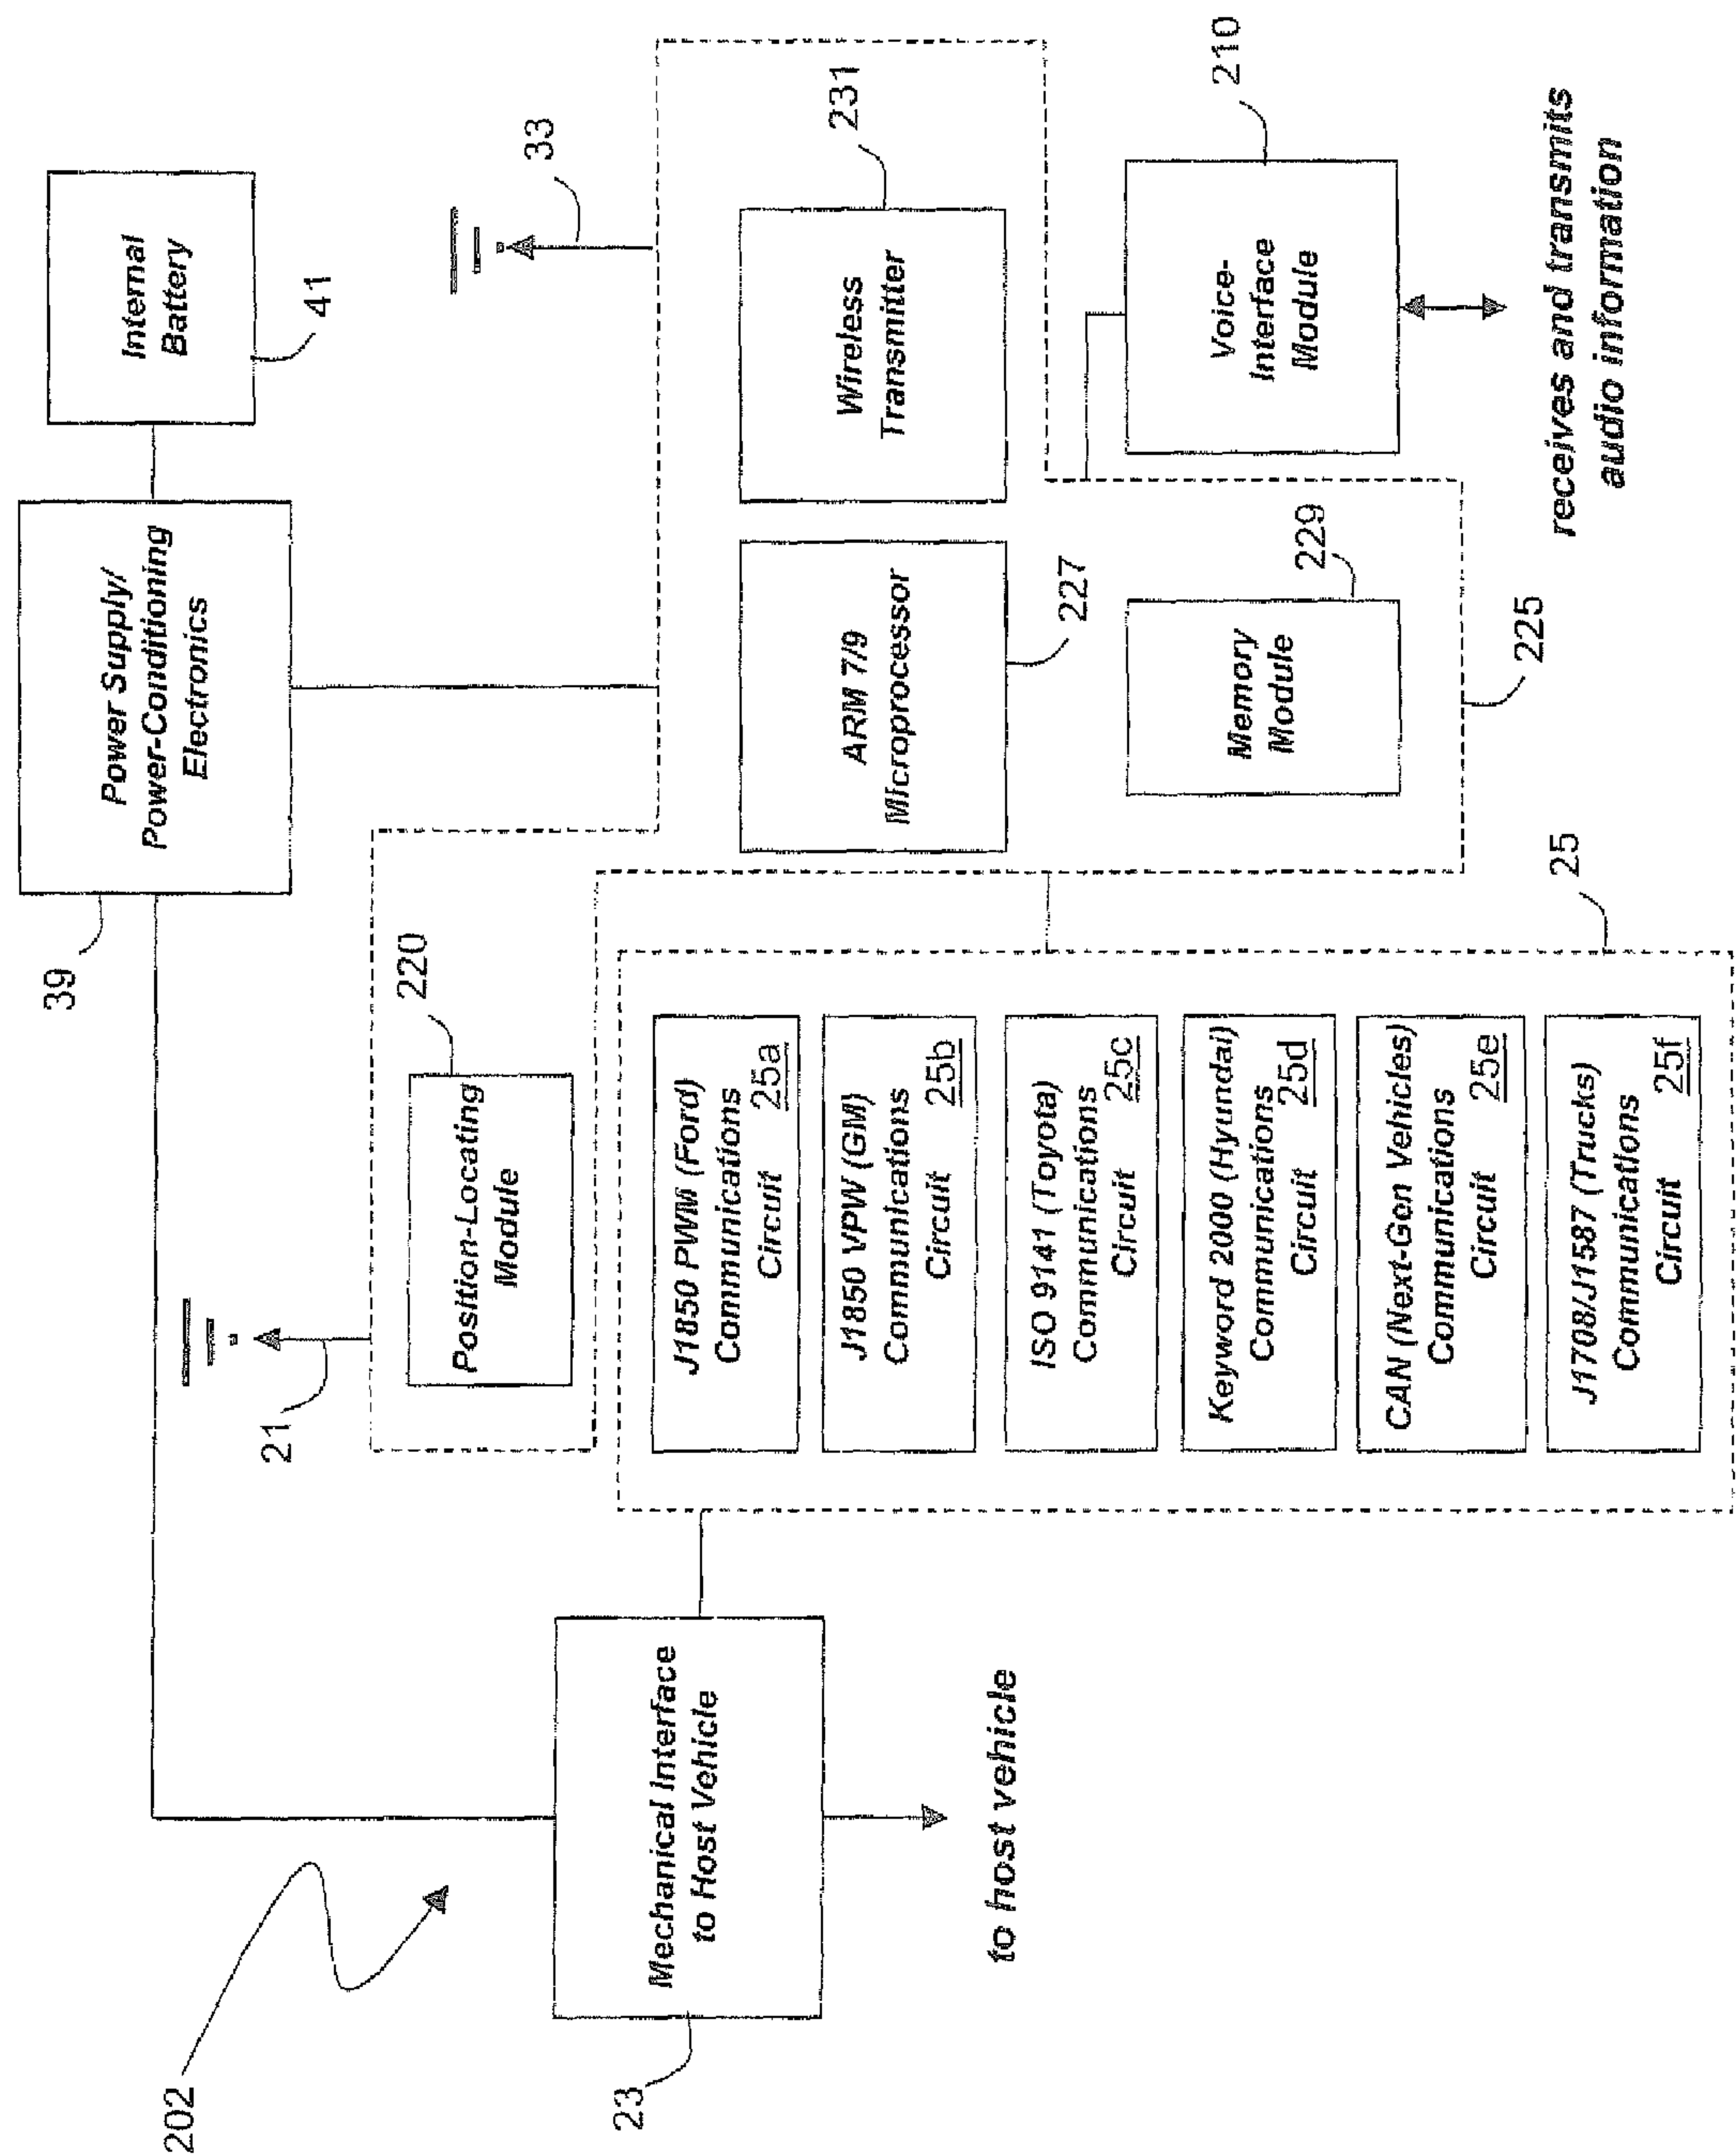 202
23
Mechanical Interface
to Host Vehicle
to host vehicle
39
Power Supply/
Power-Conditioning
Electronics
Internal
Battery
41
21
220
Position-Locating
Module
33
231
Wireless
Transmitter
ARM 7/9
Microprocessor
227
Memory
Module
229
225
210
Voice-
Interface
Module
receives and transmits
audio information
25
J1850 PWM (Ford)
Communications
Circuit 25a
J1850 VPW (GM)
Communications
Circuit 25b
ISO 9141 (Toyota)
Communications
Circuit 25c
Keyword 2000 (Hyundai)
Communications
Circuit 25d
CAN (Next-Gen Vehicles)
Communications
Circuit 25e
J1708/J1587 (Trucks)
Communications
Circuit 25f